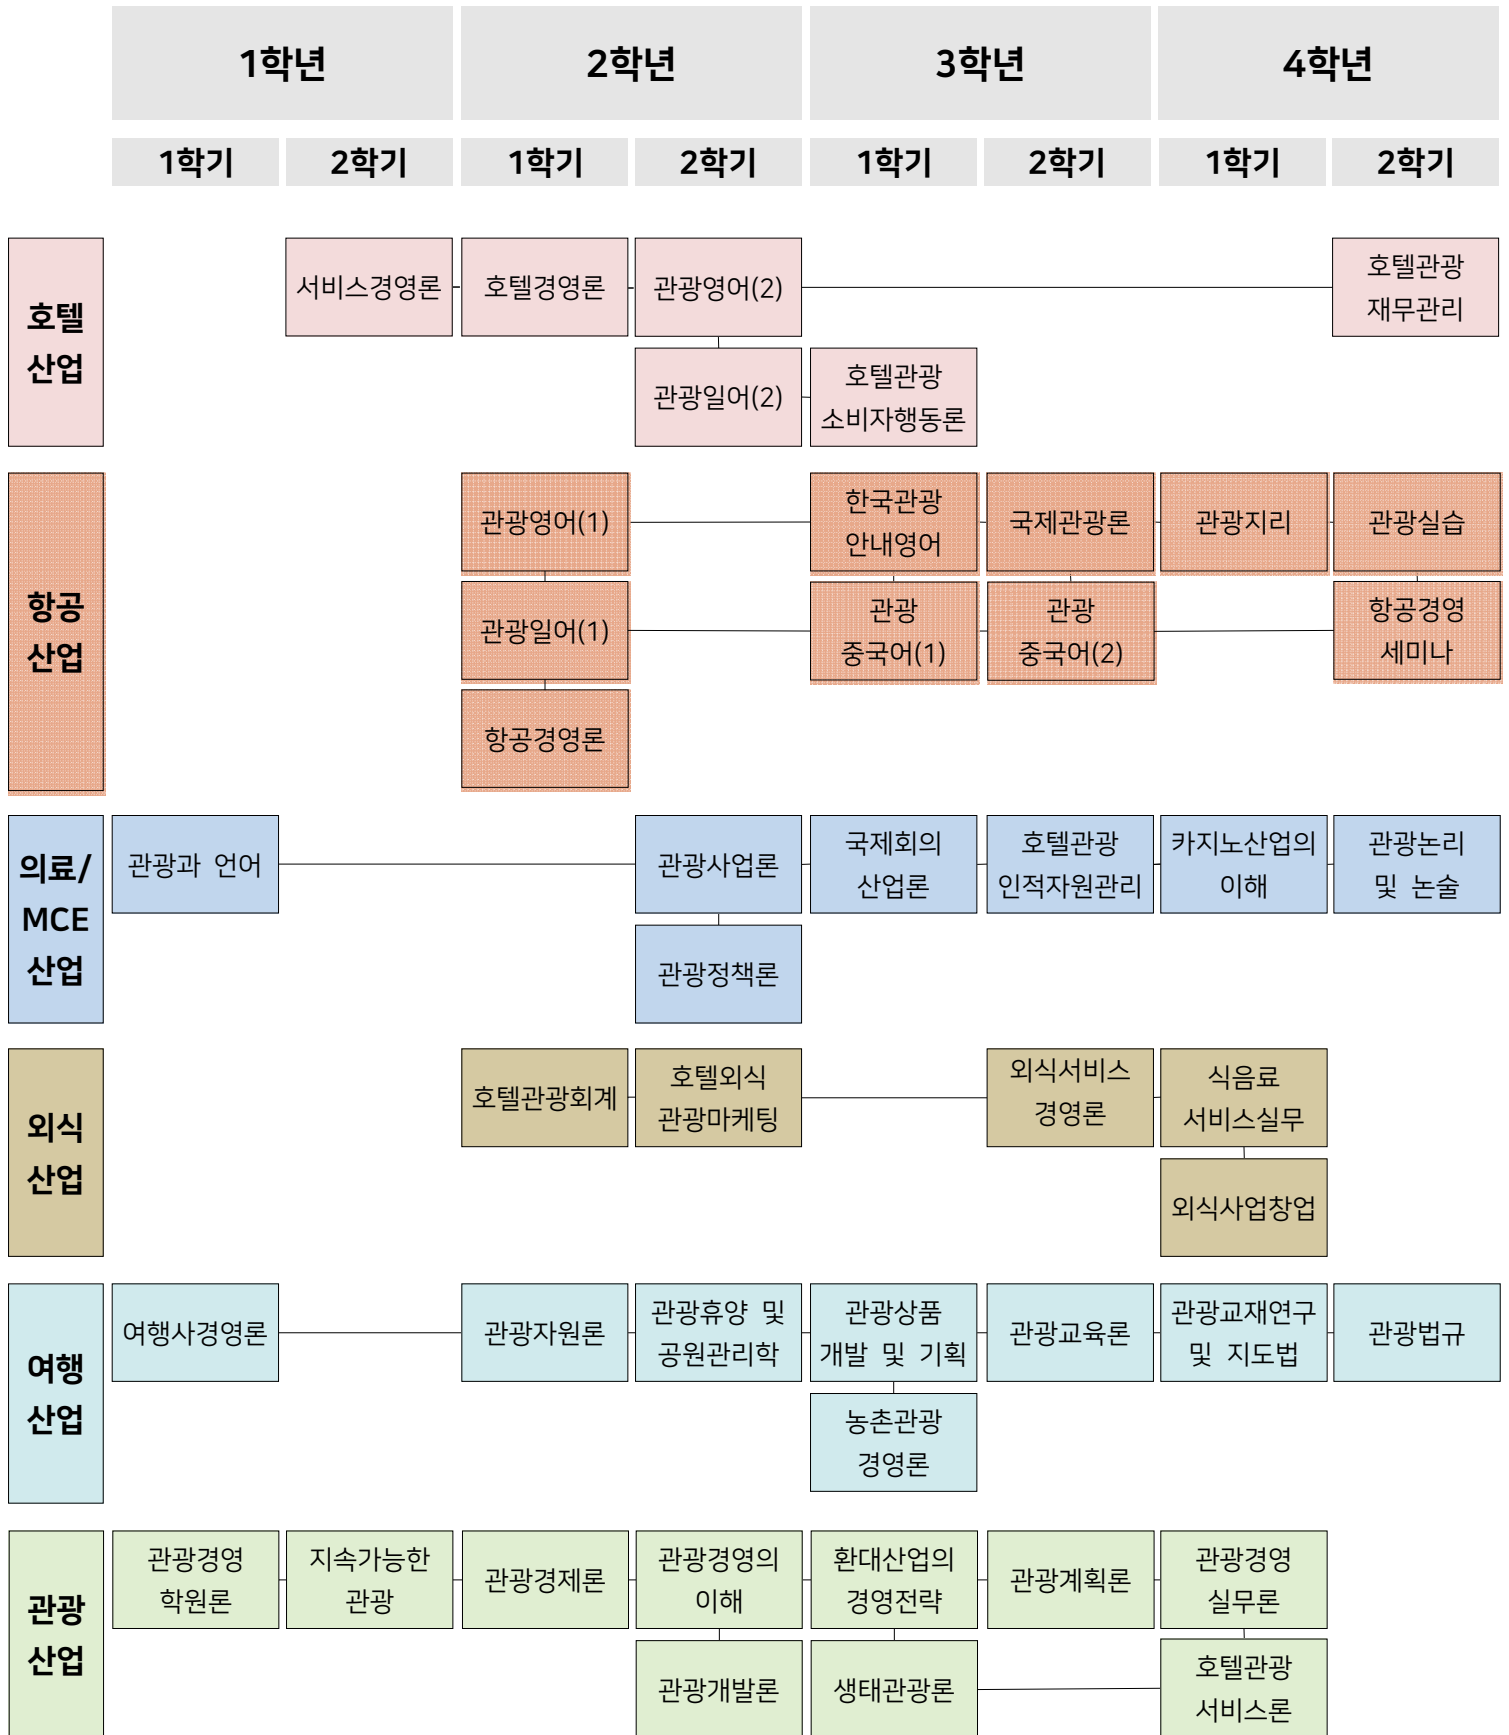 1학년 2학년 3학년 4학년
1학기 2학기 1학기 2학기 1학기 2학기 1학기 2학기
호텔
산업
서비스경영론
호텔경영론
관광영어(2)
호텔관광
재무관리
관광일어(2)
호텔관광
소비자행동론
항공
산업
관광영어(1)
한국관광
안내영어
국제관광론
관광지리
관광실습
관광일어(1)
관광
중국어(1)
관광
중국어(2)
항공경영
세미나
항공경영론
의료/
MCE
산업
관광과 언어
관광사업론
국제회의
산업론
호텔관광
인적자원관리
카지노산업의
이해
관광논리
및 논술
관광정책론
외식
산업
호텔관광회계
호텔외식
관광마케팅
외식서비스
경영론
식음료
서비스실무
외식사업창업
여행
산업
여행사경영론
관광자원론
관광휴양 및
공원관리학
관광상품
개발 및 기획
관광교육론
관광교재연구
및 지도법
관광법규
농촌관광
경영론
관광
산업
관광경영
학원론
지속가능한
관광
관광경제론
관광경영의
이해
환대산업의
경영전략
관광계획론
관광경영
실무론
관광개발론
생태관광론
호텔관광
서비스론